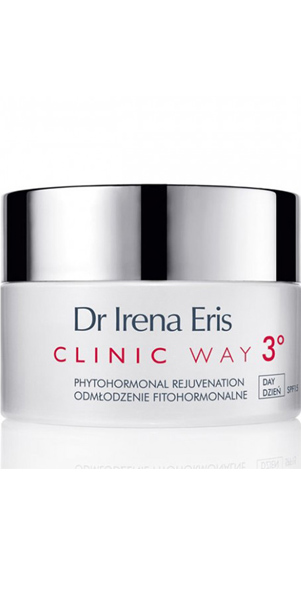 Dr Irena Eris
CLINIC WAY 3°
PHYTOHORMONAL REJUVENATION
ODMŁODZENIE FITOHORMONALNE
DAY
DZIEŃ
SPF15